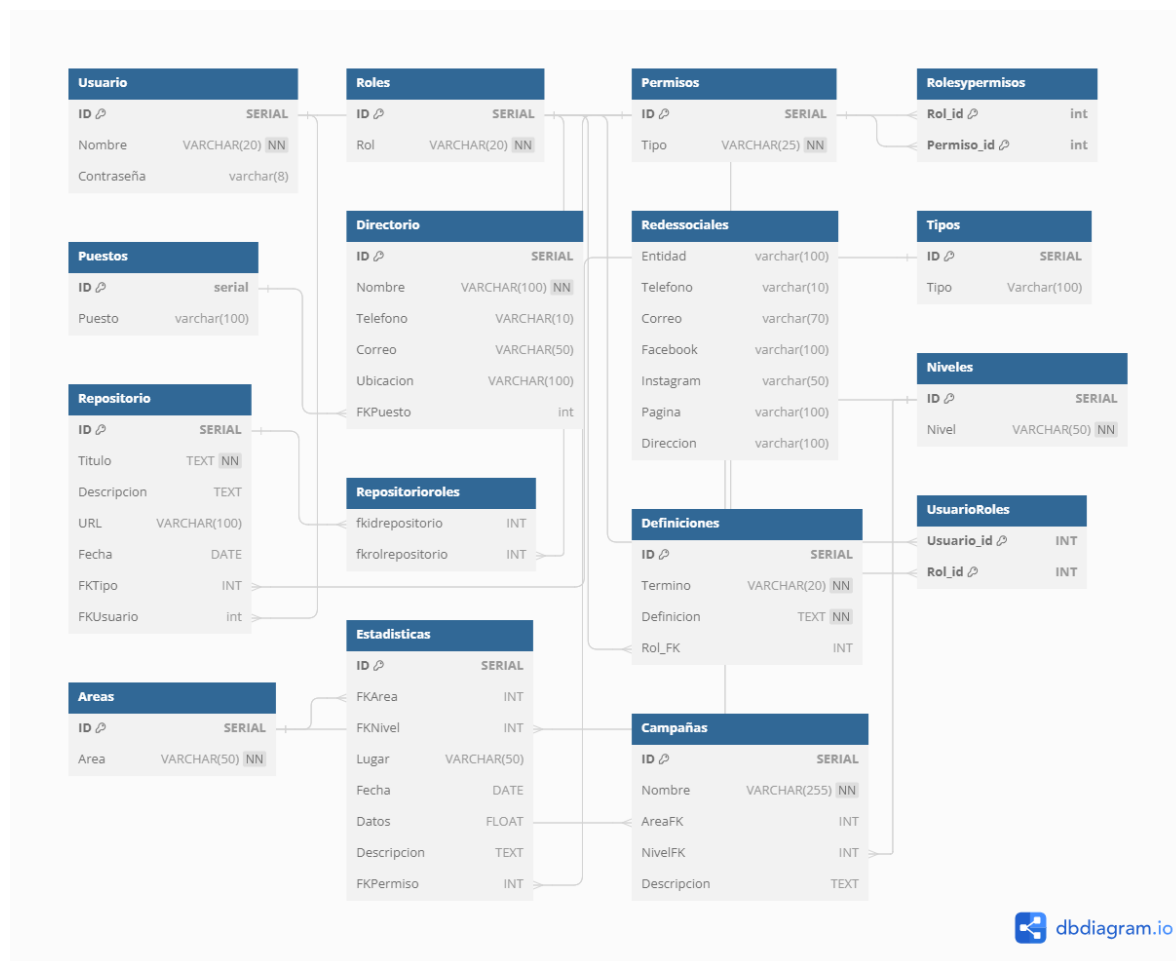 Usuario
ID SERIAL
Nombre VARCHAR(20) NN
Contraseña varchar(8)
Roles
ID SERIAL
Rol VARCHAR(20) NN
Permisos
ID SERIAL
Tipo VARCHAR(25) NN
Rolesypermisos
Rol_id int
Permiso_id int
Puestos
ID serial
Puesto varchar(100)
Directorio
ID SERIAL
Nombre VARCHAR(100) NN
Telefono VARCHAR(10)
Correo VARCHAR(50)
Ubicacion VARCHAR(100)
FKPuesto int
Redessociales
Entidad varchar(100)
Telefono varchar(10)
Correo varchar(70)
Facebook varchar(100)
Instagram varchar(50)
Pagina varchar(100)
Direccion varchar(100)
Tipos
ID SERIAL
Tipo Varchar(100)
Niveles
ID SERIAL
Nivel VARCHAR(50) NN
Repositorio
ID SERIAL
Titulo TEXT NN
Descripcion TEXT
URL VARCHAR(100)
Fecha DATE
FKTipo INT
FKUsuario int
Repositorioroles
fkidrepositorio INT
fkrolrepositorio INT
Definiciones
ID SERIAL
Termino VARCHAR(20) NN
Definicion TEXT NN
Rol_FK INT
UsuarioRoles
Usuario_id INT
Rol_id INT
Areas
ID SERIAL
Area VARCHAR(50) NN
Estadisticas
ID SERIAL
FKArea INT
FKNivel INT
Lugar VARCHAR(50)
Fecha DATE
Datos FLOAT
Descripcion TEXT
FKPermiso INT
Campañas
ID SERIAL
Nombre VARCHAR(255) NN
AreaFK INT
NivelFK INT
Descripcion TEXT
dbdiagram.io